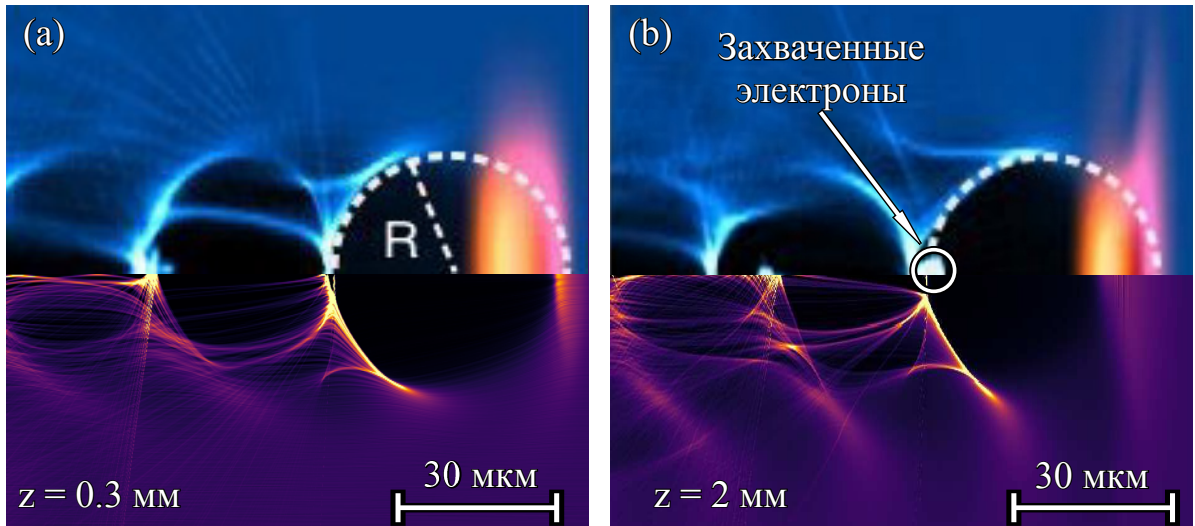 (a)
R
z = 0.3 мм
30 мкм
(b)
Захваченные
электроны
z = 2 мм
30 мкм